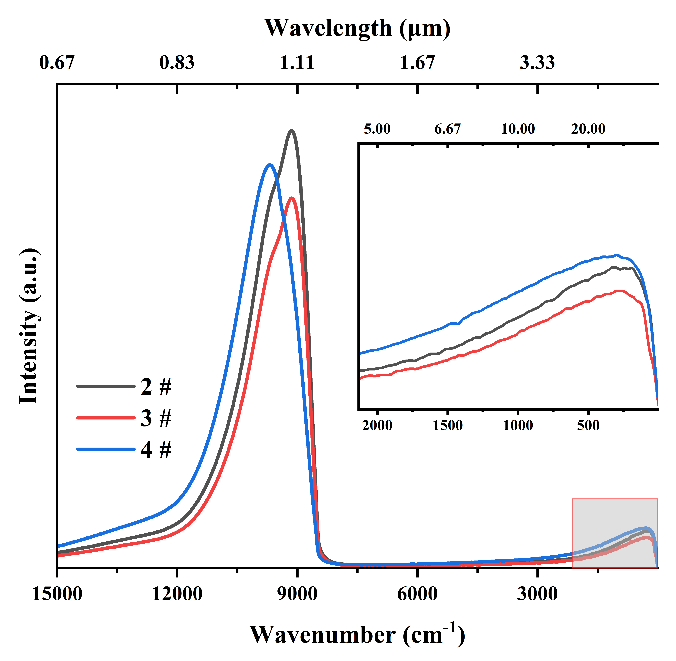 Wavelength (μm)
0.67 0.83 1.11 1.67 3.33
5.00 6.67 10.00 20.00
Intensity (a.u.)
2 #
3 #
4 #
2000 1500 1000 500
15000 12000 9000 6000 3000
Wavenumber (cm⁻¹)